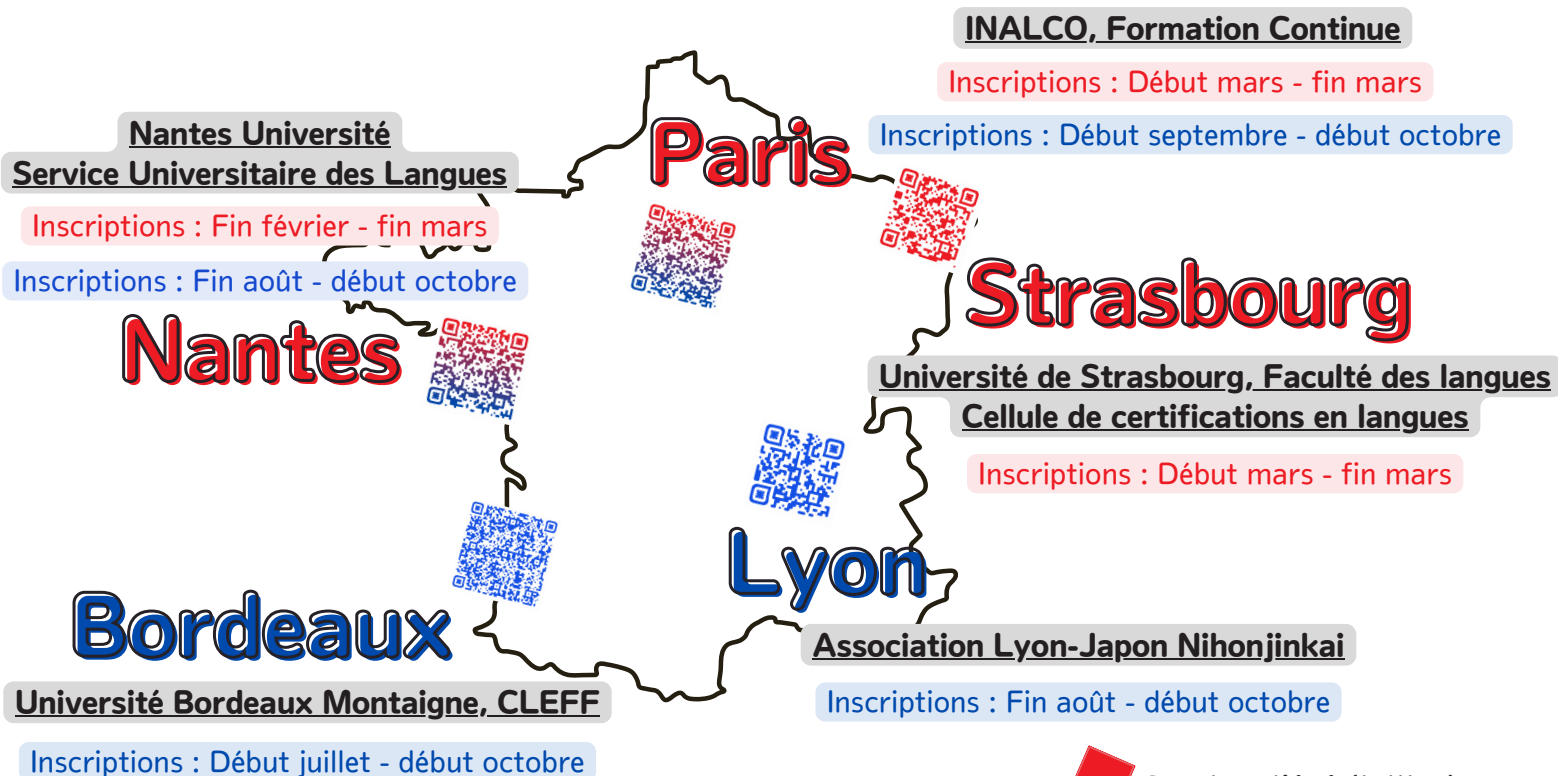 INALCO, Formation Continue
Inscriptions : Début mars - fin mars
Inscriptions : Début septembre - début octobre
Paris
Nantes Université
Service Universitaire des Langues
Inscriptions : Fin février - fin mars
Inscriptions : Fin août - début octobre
Nantes
Strasbourg
Université de Strasbourg, Faculté des langues
Cellule de certifications en langues
Inscriptions : Début mars - fin mars
Lyon
Association Lyon-Japon Nihonjinkai
Inscriptions : Fin août - début octobre
Bordeaux
Université Bordeaux Montaigne, CLEFF
Inscriptions : Début juillet - début octobre